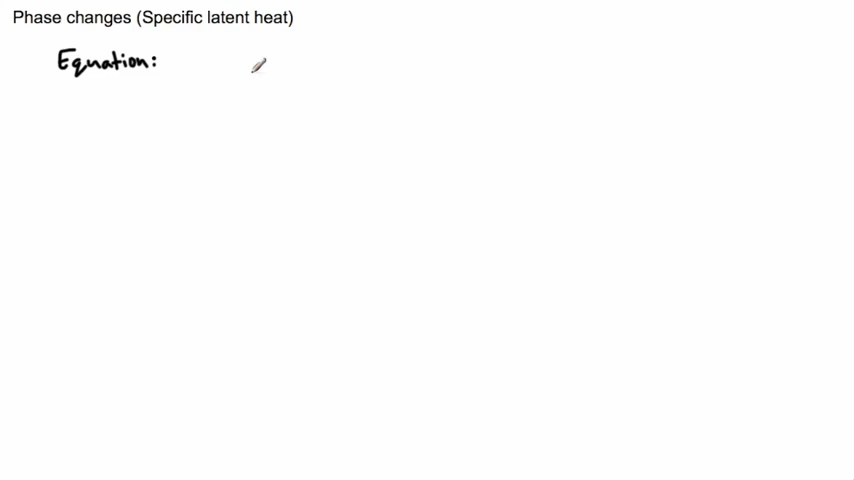 Phase changes (Specific latent heat)
Equation: